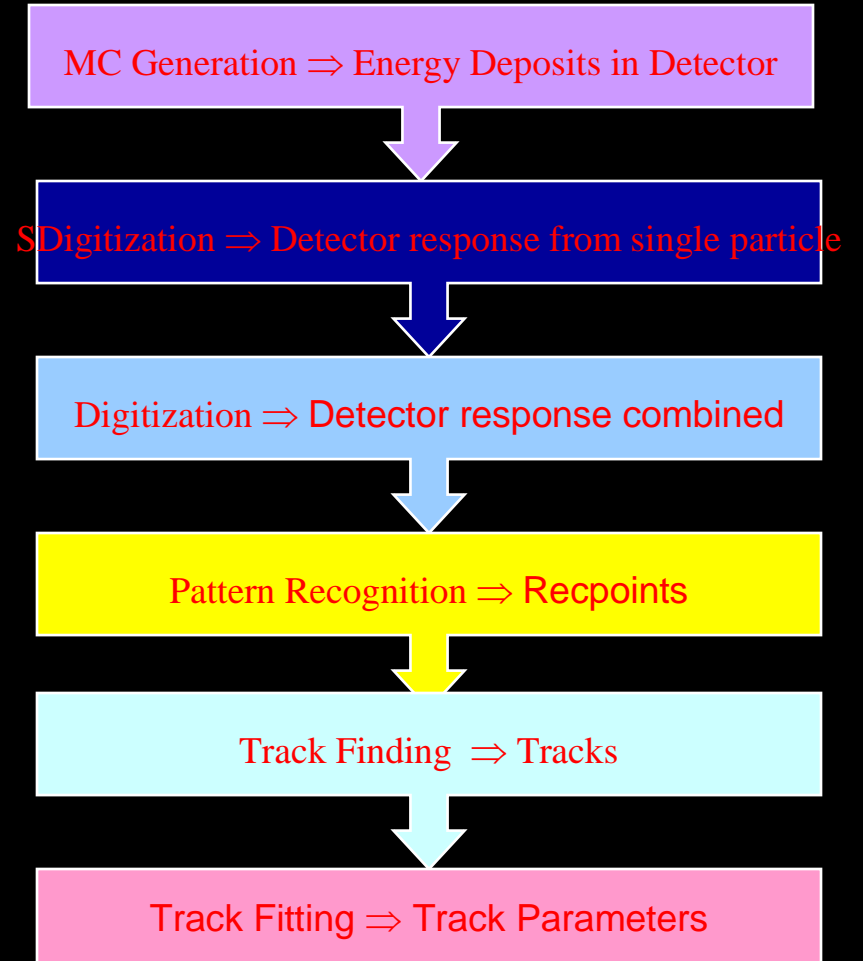 MC Generation ⇒ Energy Deposits in Detector
SDigitization ⇒ Detector response from single particle
Digitization ⇒ Detector response combined
Pattern Recognition ⇒ Recpoints
Track Finding ⇒ Tracks
Track Fitting ⇒ Track Parameters